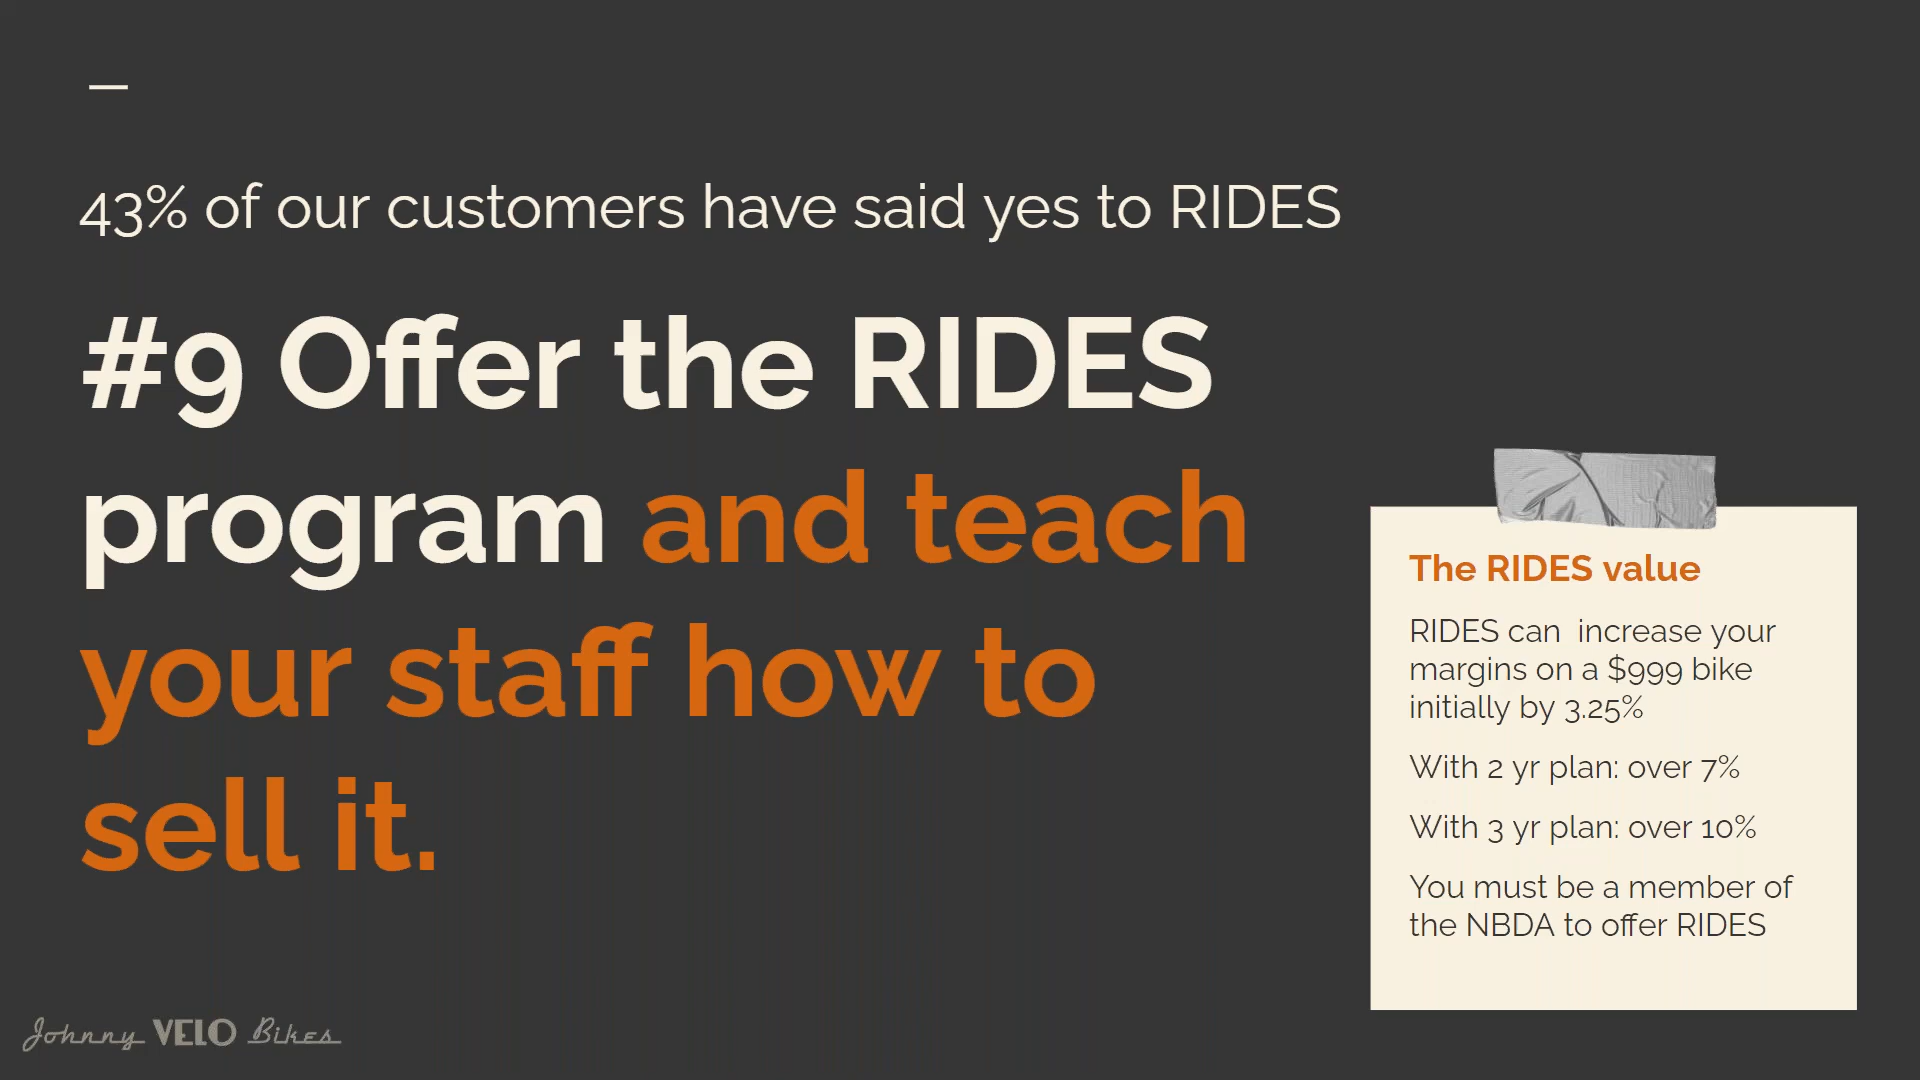 43% of our customers have said yes to RIDES
#9 Offer the RIDES
program and teach
your staff how to
sell it.
The RIDES value
RIDES can  increase your
margins on a $999 bike
initially by 3.25%
With 2 yr plan: over 7%
With 3 yr plan: over 10%
You must be a member of
the NBDA to offer RIDES
Johnny VELO Bikes